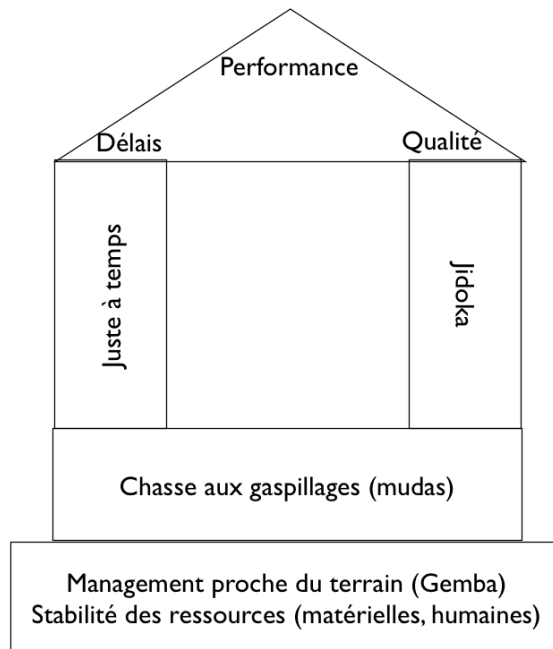 Performance
Délais
Qualité
Juste à temps
Jidoka
Chasse aux gaspillages (mudas)
Management proche du terrain (Gemba)
Stabilité des ressources (matérielles, humaines)